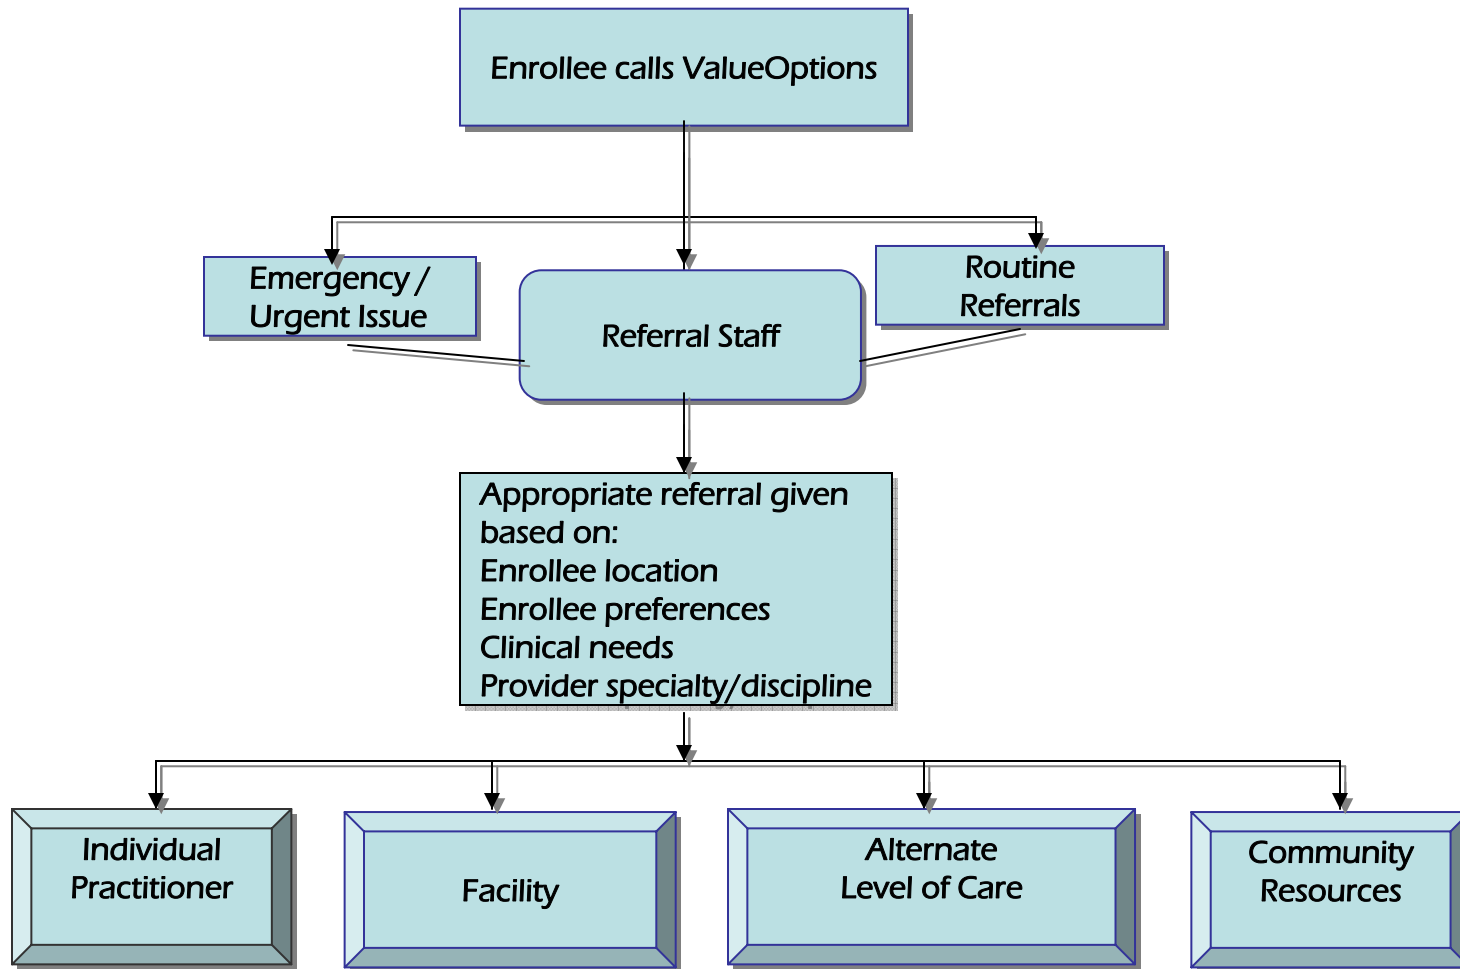 Enrollee calls ValueOptions
Emergency /
Urgent Issue
Referral Staff
Routine
Referrals
Appropriate referral given
based on:
Enrollee location
Enrollee preferences
Clinical needs
Provider specialty/discipline
Individual
Practitioner
Facility
Alternate
Level of Care
Community
Resources